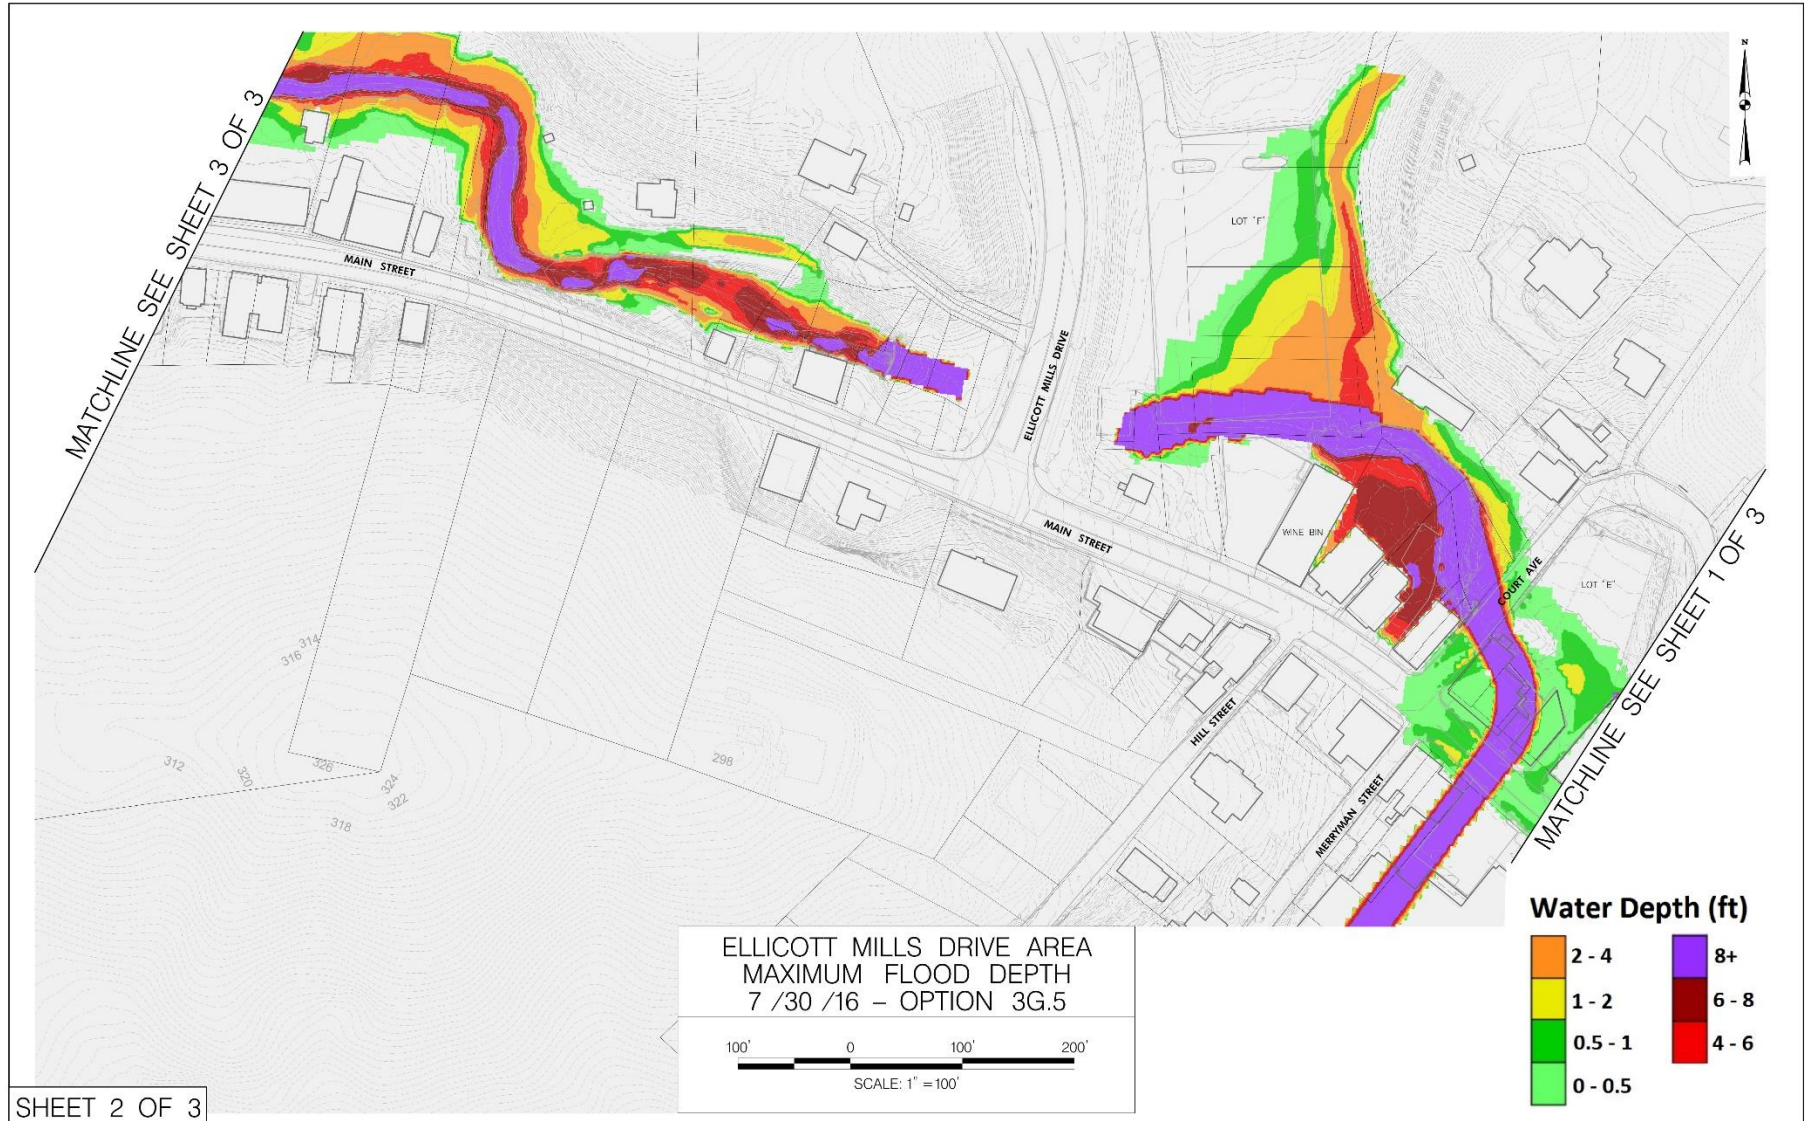 N
MATCHLINE SEE SHEET 3 OF 3
MAIN STREET
LOT "F"
ELLICOTT MILLS DRIVE
MAIN STREET
WINE BIN
COURT AVE
LOT "E"
MATCHLINE SEE SHEET 1 OF 3
HILL STREET
MERRYMAN STREET
314
316
312
320
326
324
322
318
298
ELLICOTT MILLS DRIVE AREA
MAXIMUM FLOOD DEPTH
7 /30 /16 – OPTION 3G.5
100' 0 100' 200'
SCALE: 1" =100'
Water Depth (ft)
2 - 4
1 - 2
0.5 - 1
0 - 0.5
8+
6 - 8
4 - 6
SHEET 2 OF 3